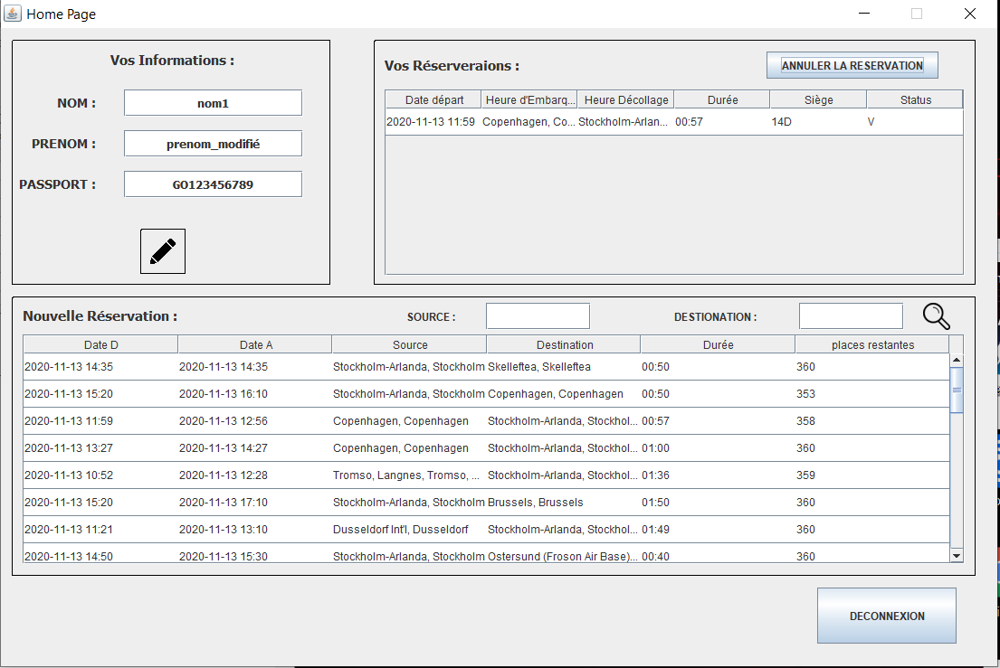 Home Page
Vos Informations :
NOM : nom1
PRENOM : prenom_modifié
PASSPORT : GO123456789
Vos Réserveraions : ANNULER LA RESERVATION
Date départ Heure d'Embarq... Heure Décollage Durée Siège Status
2020-11-13 11:59 Copenhagen, Co... Stockholm-Arlan... 00:57 14D V
Nouvelle Réservation : SOURCE : DESTIONATION :
Date D Date A Source Destination Durée places restantes
2020-11-13 14:35 2020-11-13 14:35 Stockholm-Arlanda, Stockholm Skelleftea, Skelleftea 00:50 360
2020-11-13 15:20 2020-11-13 16:10 Stockholm-Arlanda, Stockholm Copenhagen, Copenhagen 00:50 353
2020-11-13 11:59 2020-11-13 12:56 Copenhagen, Copenhagen Stockholm-Arlanda, Stockhol... 00:57 358
2020-11-13 13:27 2020-11-13 14:27 Copenhagen, Copenhagen Stockholm-Arlanda, Stockhol... 01:00 360
2020-11-13 10:52 2020-11-13 12:28 Tromso, Langnes, Tromso, ... Stockholm-Arlanda, Stockhol... 01:36 359
2020-11-13 15:20 2020-11-13 17:10 Stockholm-Arlanda, Stockholm Brussels, Brussels 01:50 360
2020-11-13 11:21 2020-11-13 13:10 Dusseldorf Int'l, Dusseldorf Stockholm-Arlanda, Stockhol... 01:49 360
2020-11-13 14:50 2020-11-13 15:30 Stockholm-Arlanda, Stockholm Ostersund (Froson Air Base)... 00:40 360
DECONNEXION